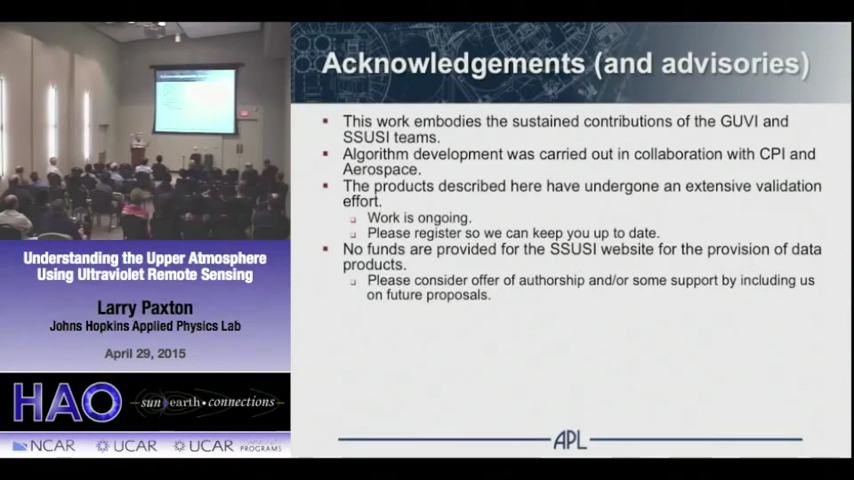 Acknowledgements (and advisories)
This work embodies the sustained contributions of the GUVI and
SSUSI teams.
Algorithm development was carried out in collaboration with CPI and
Aerospace.
The products described here have undergone an extensive validation
effort.
Work is ongoing.
Please register so we can keep you up to date.
No funds are provided for the SSUSI website for the provision of data
products.
Please consider offer of authorship and/or some support by including us
on future proposals.
APL
Understanding the Upper Atmosphere
Using Ultraviolet Remote Sensing
Larry Paxton
Johns Hopkins Applied Physics Lab
April 29, 2015
HAO
sun earth • connections
NCAR UCAR UCAR COMMUNITY PROGRAMS